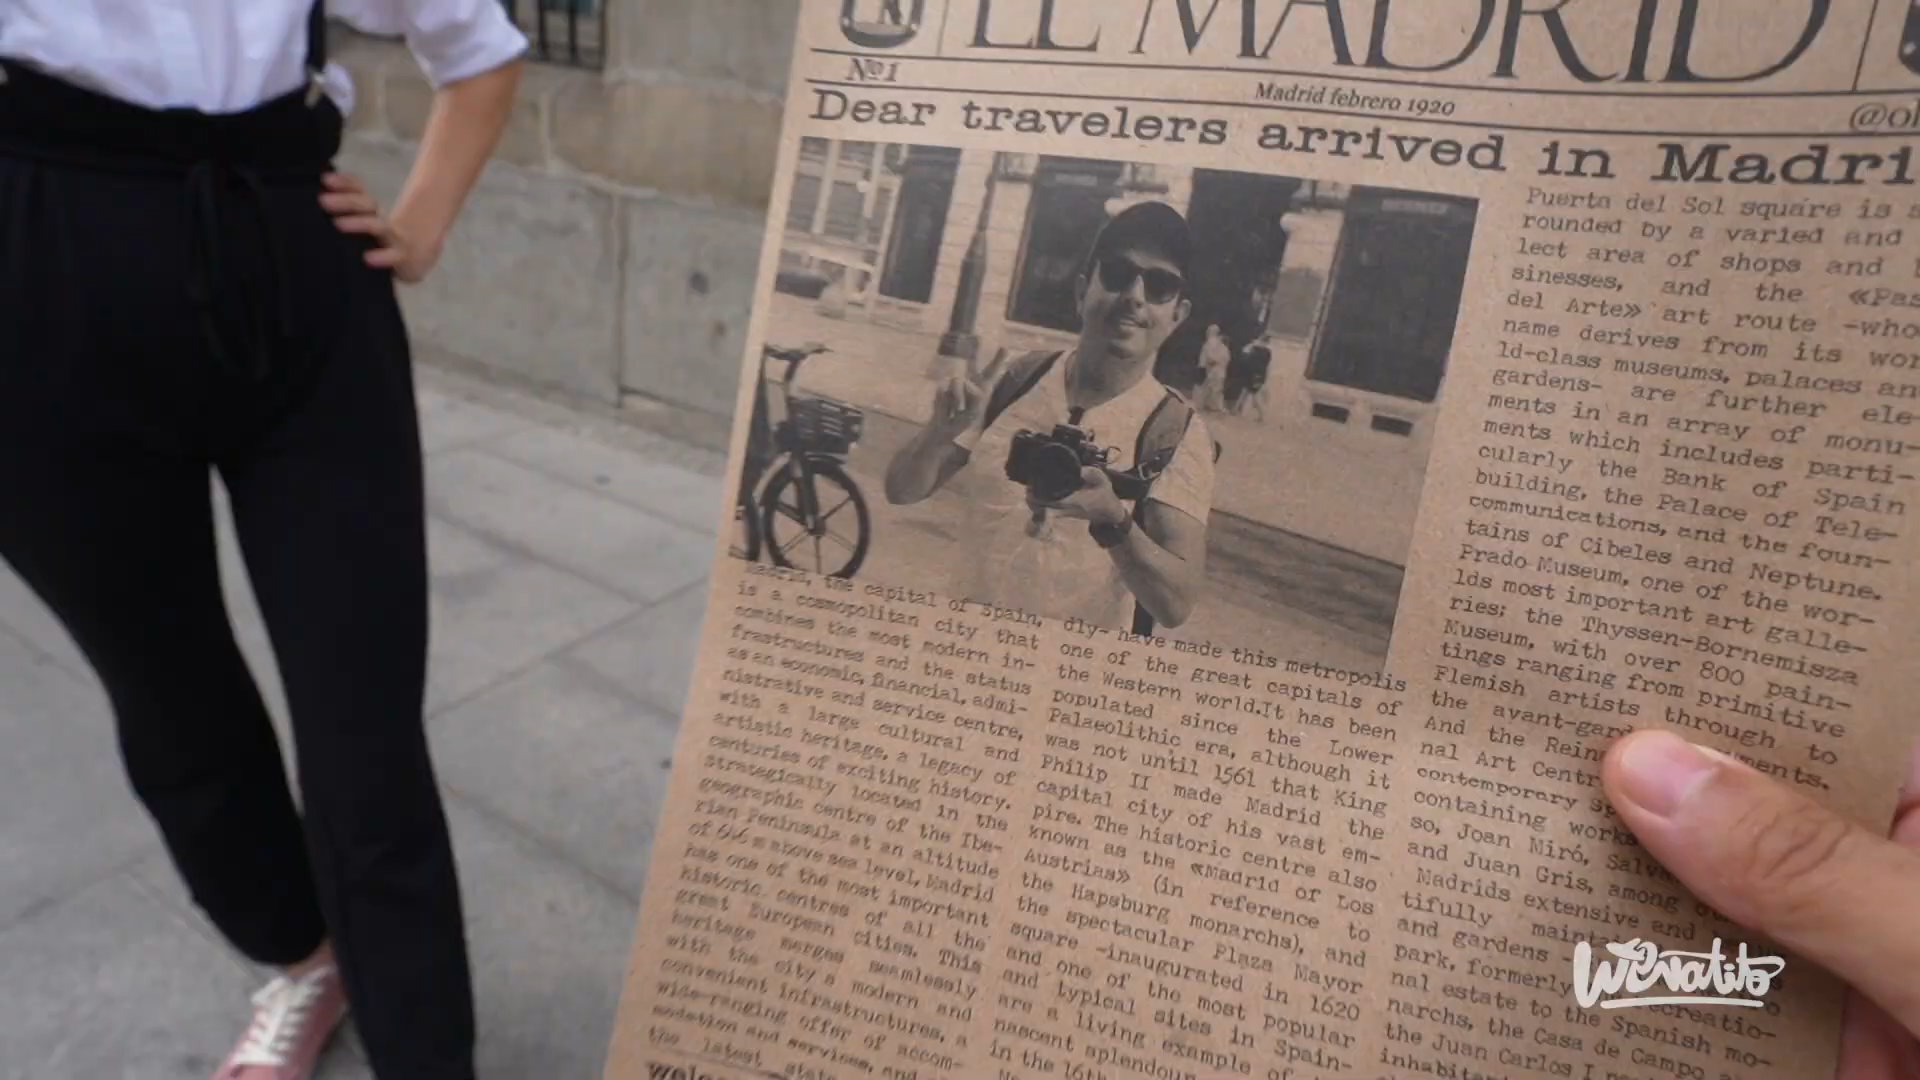 EL MADRID
Nº1
Madrid febrero 1920
Dear travelers arrived in Madri
Madrid, the capital of Spain,
is a cosmopolitan city that
combines the most modern in-
frastructures and the status
as an economic, financial, admi-
nistrative and service centre,
with a large cultural and
artistic heritage, a legacy of
centuries of exciting history.
Strategically located in the
geographic centre of the Ibe-
rian Peninsula at an altitude
of 646 m above sea level, Madrid
has one of the most important
historic centres of all the
great European cities. This
heritage merges seamlessly
with the city s modern and
convenient infrastructures, a
wide-ranging offer of accom-
modation and services, and
the latest state
dly- have made this metropolis
one of the great capitals of
the Western world.It has been
populated since the Lower
Palaeolithic era, although it
was not until 1561 that King
Philip II made Madrid the
capital city of his vast em-
pire. The historic centre also
known as the «Madr1d of Los
Austrias» (in reference to
the Hapsburg monarchs), and
the spectacular Plaza Mayor
square -inaugurated in 1620
and one of the most popular
and typical sites in Spain-
are a living example of
nascent splendour
in the 16th
Puerta del Sol square is s
rounded by a varied and
lect area of shops and
sinesses, and the «Pas
del Arte» art route -who
name derives from its wor
ld-class museums, palaces an
gardens- are further ele-
ments in an array of monu-
ments which includes parti-
cularly the Bank of Spain
building, the Palace of Tele-
communications, and the foun-
tains of Cibeles and Neptune.
Prado Museum, one of the wor-
lds most important art galle-
ries; the Thyssen-Bornemisza
Museum, with over 800 pain-
tings ranging from primitive
Flemish artists through to
the avant-gard ments.
And the Rein
nal Art Centr
contemporary sp
containing works
so, Joan Niró, Salva
and Juan Gris, among
Madrids extensive and
tifully maint
and gardens -
park, formerly recreatio-
nal estate to the Spanish mo-
narchs, the Casa de Campo
the Juan Carlos I
inhabitan
Wevatito